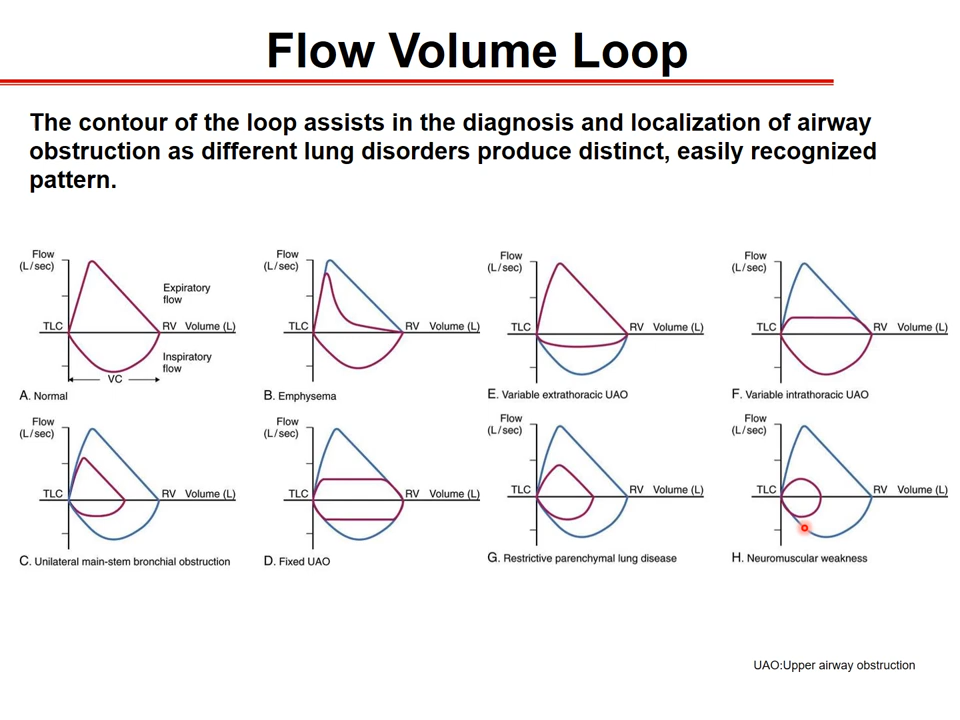 Flow Volume Loop
The contour of the loop assists in the diagnosis and localization of airway
obstruction as different lung disorders produce distinct, easily recognized
pattern.
Flow
(L/sec)
Expiratory
flow
TLC
RV Volume (L)
Inspiratory
flow
VC
A. Normal
Flow
(L/sec)
TLC
RV Volume (L)
B. Emphysema
Flow
(L/sec)
TLC
RV Volume (L)
E. Variable extrathoracic UAO
Flow
(L/sec)
TLC
RV Volume (L)
F. Variable intrathoracic UAO
Flow
(L/sec)
TLC
RV Volume (L)
C. Unilateral main-stem bronchial obstruction
Flow
(L/sec)
TLC
RV Volume (L)
D. Fixed UAO
Flow
(L/sec)
TLC
RV Volume (L)
G. Restrictive parenchymal lung disease
Flow
(L/sec)
TLC
RV Volume (L)
H. Neuromuscular weakness
UAO:Upper airway obstruction